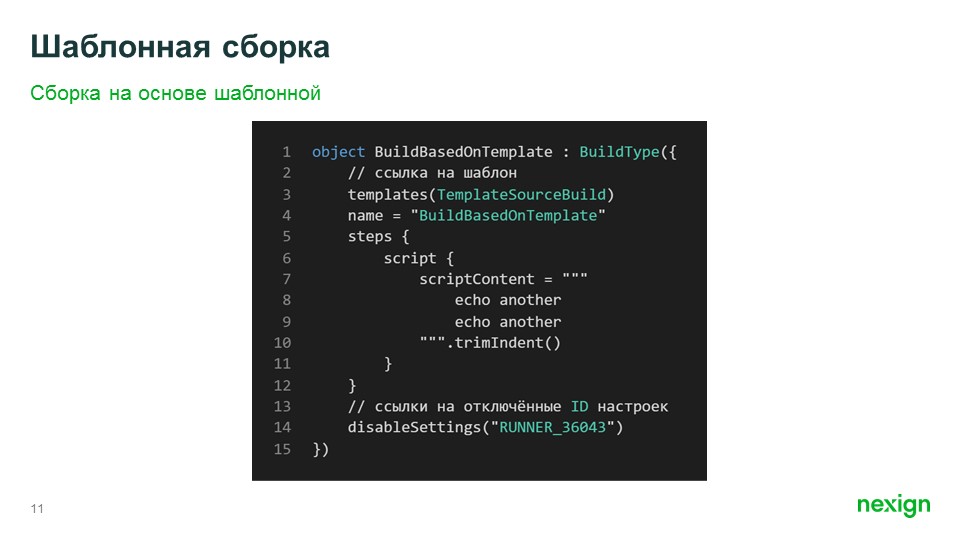 Шаблонная сборка
Сборка на основе шаблонной
1 object BuildBasedOnTemplate : BuildType({
2 // ссылка на шаблон
3 templates(TemplateSourceBuild)
4 name = "BuildBasedOnTemplate"
5 steps {
6 script {
7 scriptContent = """
8 echo another
9 echo another
10 """.trimIndent()
11 }
12 }
13 // ссылки на отключённые ID настроек
14 disableSettings("RUNNER_36043")
15 })
11
nexign